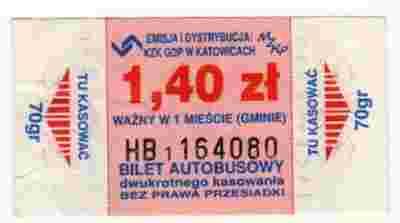 EMISJA I DYSTRYBUCJA:
KZK GOP W KATOWICACH
1,40 zł
WAŻNY W 1 MIEŚCIE (GMINIE)
HB 1 164080
BILET AUTOBUSOWY
dwukrotnego kasowania
BEZ PRAWA PRZESIADKI
TU KASOWAĆ
70gr
TU KASOWAĆ
70gr